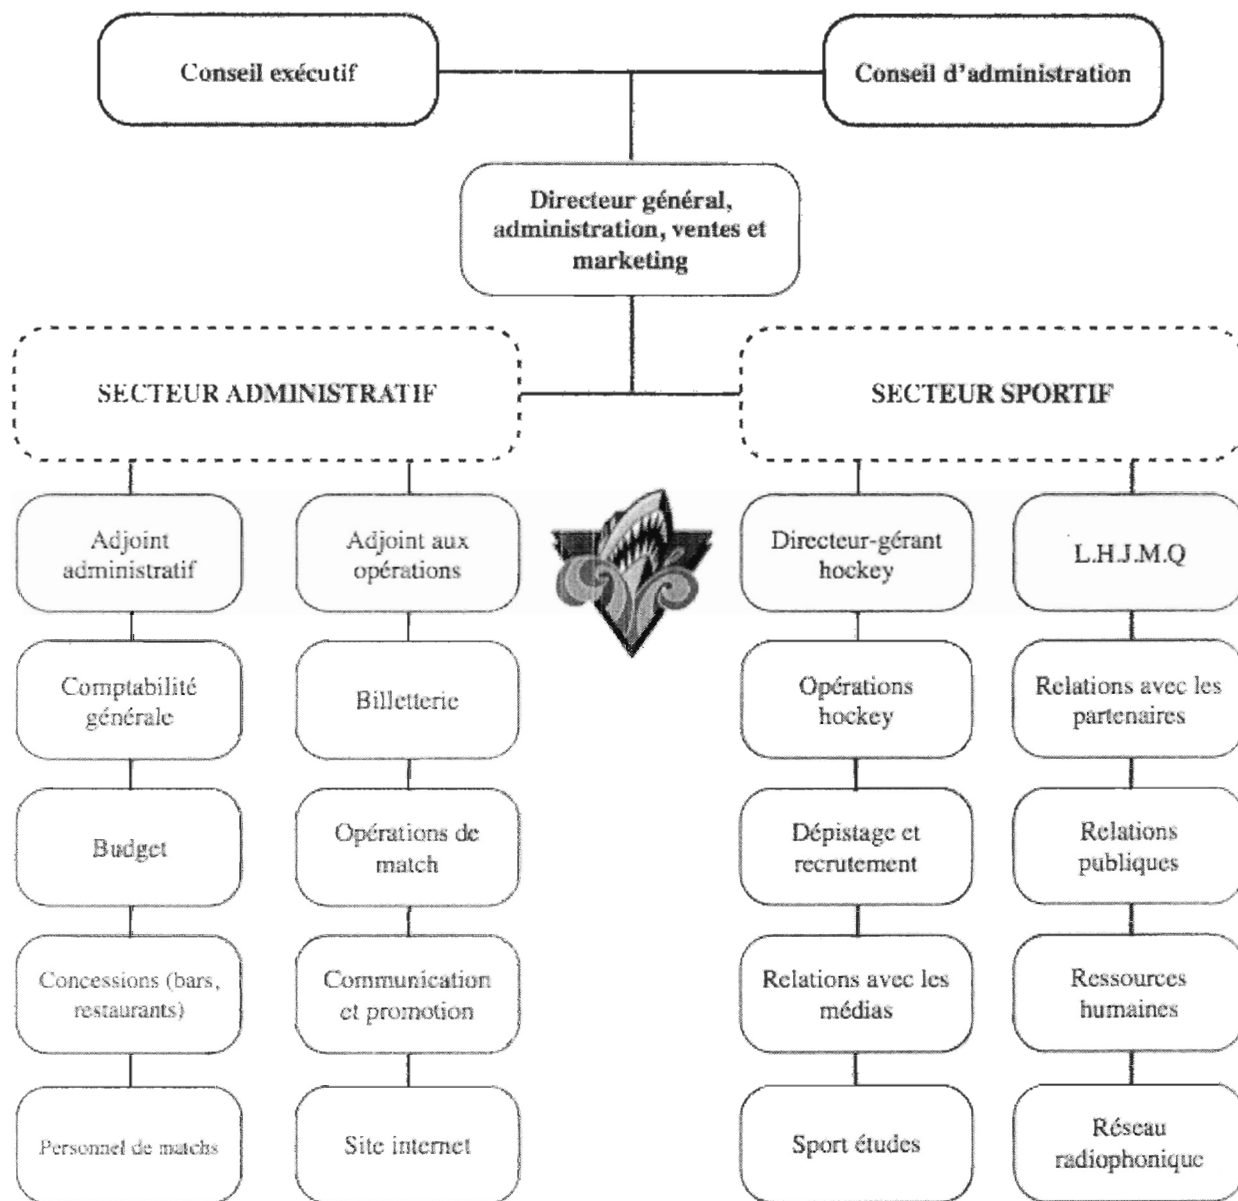 Conseil exécutif
Conseil d'administration
Directeur général,
administration, ventes et
marketing
SECTEUR ADMINISTRATIF
SECTEUR SPORTIF
Adjoint
administratif
Adjoint aux
opérations
Directeur-gérant
hockey
L.H.J.M.Q
Comptabilité
générale
Billetterie
Opérations
hockey
Relations avec les
partenaires
Budget
Opérations de
match
Dépistage et
recrutement
Relations
publiques
Concessions (bars,
restaurants)
Communication
et promotion
Relations avec les
médias
Ressources
humaines
Personnel de matchs
Site internet
Sport études
Réseau
radiophonique